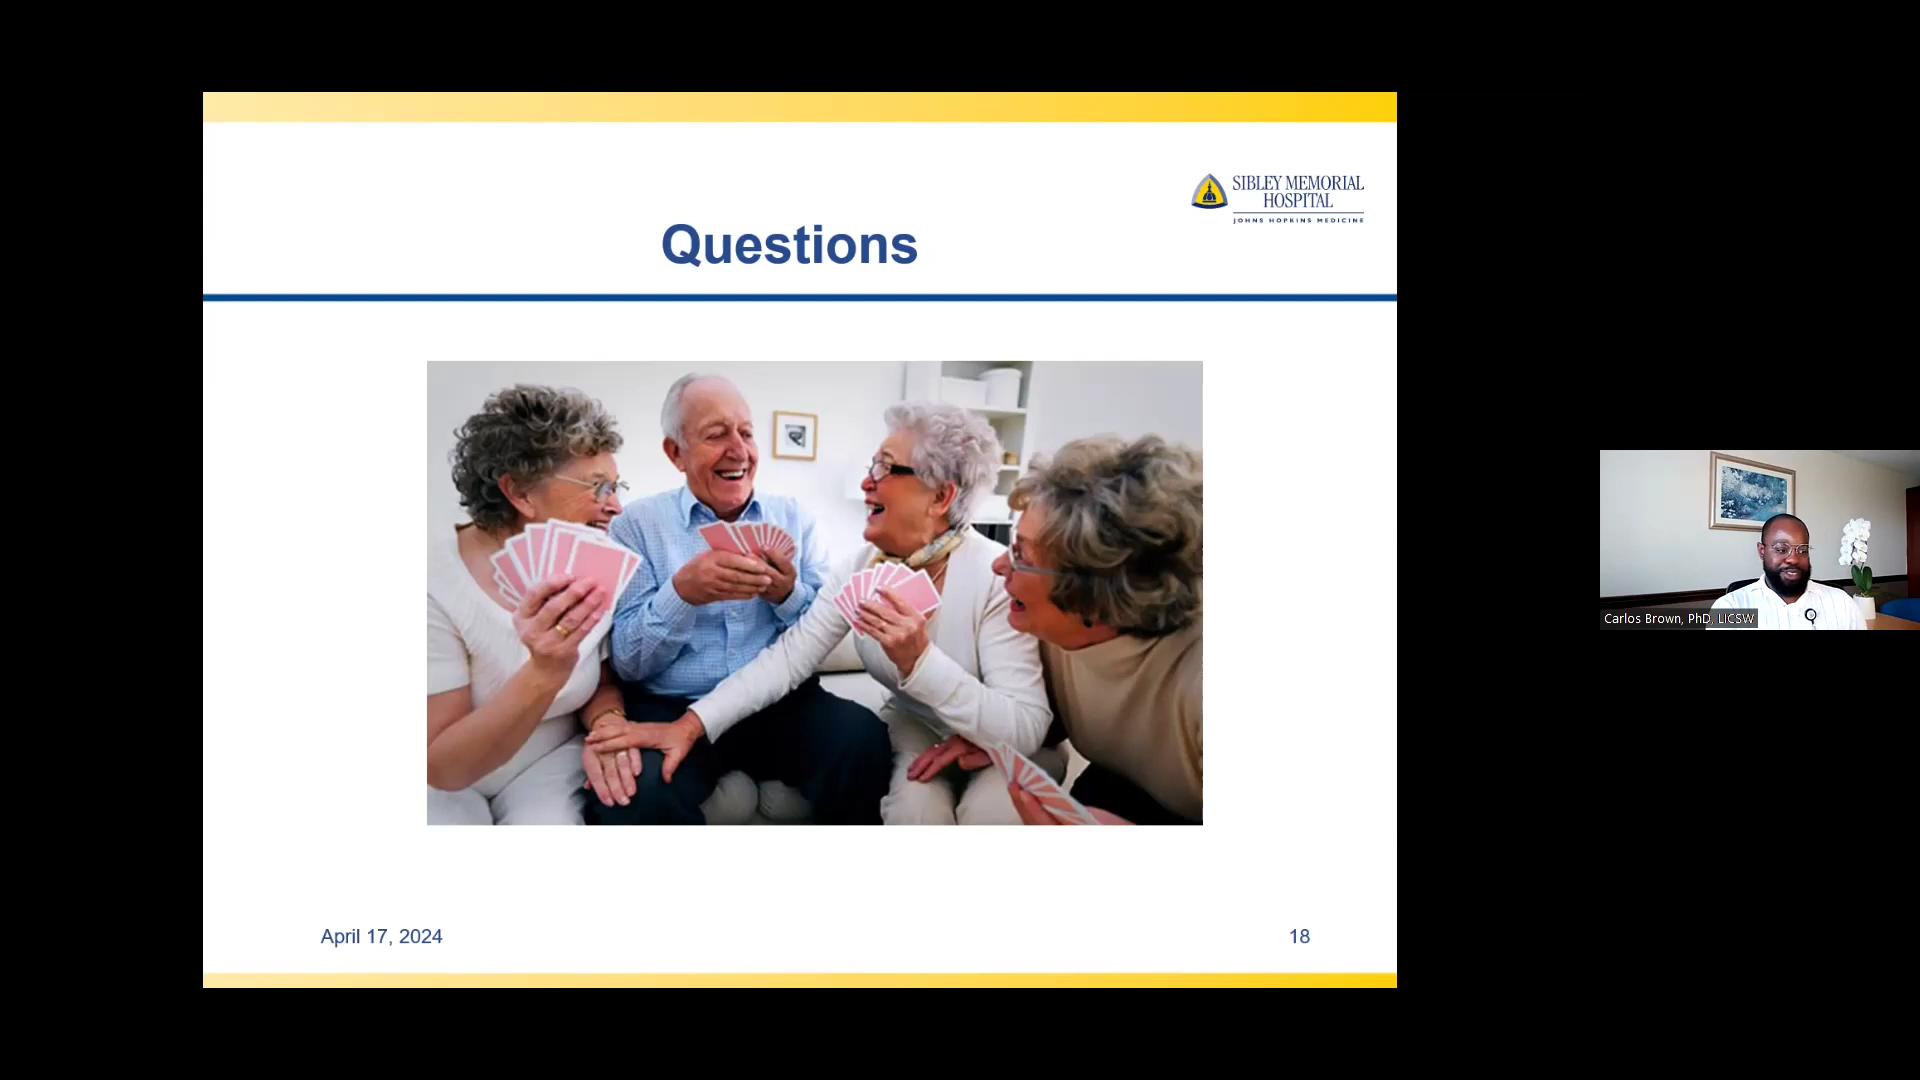 SIBLEY MEMORIAL
HOSPITAL
JOHNS HOPKINS MEDICINE
Questions
Carlos Brown, PhD, LICSW
April 17, 2024
18